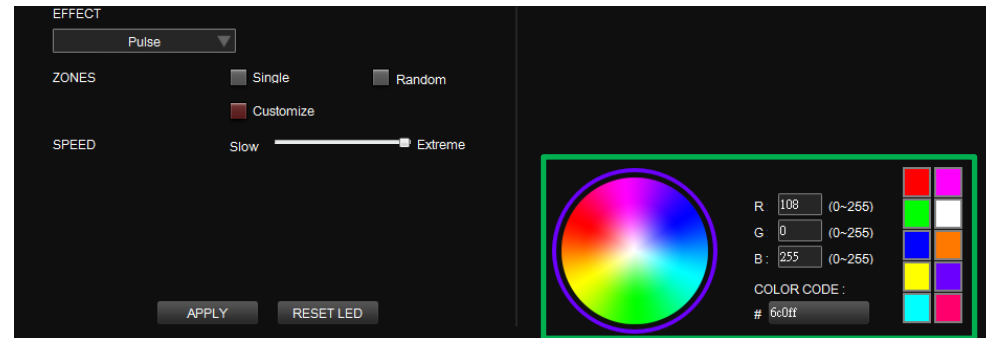 EFFECT
Pulse
ZONES Single Random
Customize
SPEED Slow Extreme
R 108 (0~255)
G 0 (0~255)
B : 255 (0~255)
COLOR CODE :
# 6c0ff
APPLY RESET LED